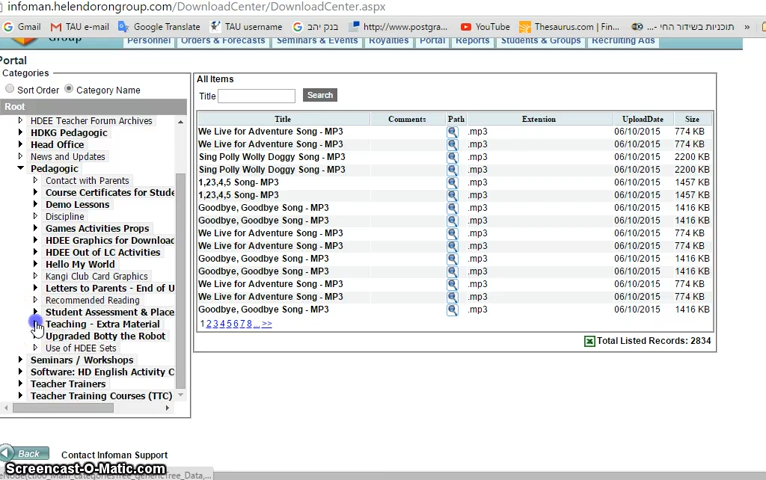 infoman.helendorongroup.com/DownloadCenter/DownloadCenter.aspx
Gmail TAU e-mail Google Translate TAU username בנק יהב http://www.postgra... YouTube Thesaurus.com | Fin... תוכניות בשידור החי -... »
Group Personnel Orders & Forecasts Seminars & Events Royalties Portal Reports Students & Groups Recruiting Ads
Portal
Categories
Sort Order Category Name
Root
HDEE Teacher Forum Archives
HDKG Pedagogic
Head Office
News and Updates
Pedagogic
Contact with Parents
Course Certificates for Stude
Demo Lessons
Discipline
Games Activities Props
HDEE Graphics for Download
HDEE Out of LC Activities
Hello My World
Kangi Club Card Graphics
Letters to Parents - End of U
Recommended Reading
Student Assessment & Place
Teaching - Extra Material
Upgraded Botty the Robot
Use of HDEE Sets
Seminars / Workshops
Software: HD English Activity C
Teacher Trainers
Teacher Training Courses (TTC)
All Items
Title Search
Title Comments Path Extension UploadDate Size
We Live for Adventure Song - MP3 .mp3 06/10/2015 774 KB
We Live for Adventure Song - MP3 .mp3 06/10/2015 774 KB
Sing Polly Wolly Doggy Song - MP3 .mp3 06/10/2015 2200 KB
Sing Polly Wolly Doggy Song - MP3 .mp3 06/10/2015 2200 KB
1,23,4,5 Song- MP3 .mp3 06/10/2015 1457 KB
1,23,4,5 Song- MP3 .mp3 06/10/2015 1457 KB
Goodbye, Goodbye Song - MP3 .mp3 06/10/2015 1416 KB
Goodbye, Goodbye Song - MP3 .mp3 06/10/2015 1416 KB
We Live for Adventure Song - MP3 .mp3 06/10/2015 774 KB
We Live for Adventure Song - MP3 .mp3 06/10/2015 774 KB
Goodbye, Goodbye Song - MP3 .mp3 06/10/2015 1416 KB
Goodbye, Goodbye Song - MP3 .mp3 06/10/2015 1416 KB
We Live for Adventure Song - MP3 .mp3 06/10/2015 774 KB
We Live for Adventure Song - MP3 .mp3 06/10/2015 774 KB
Goodbye, Goodbye Song - MP3 .mp3 06/10/2015 1416 KB
1 2 3 4 5 6 7 8 ... >>
Total Listed Records: 2834
Back Contact Infoman Support
Screencast-O-Matic.com